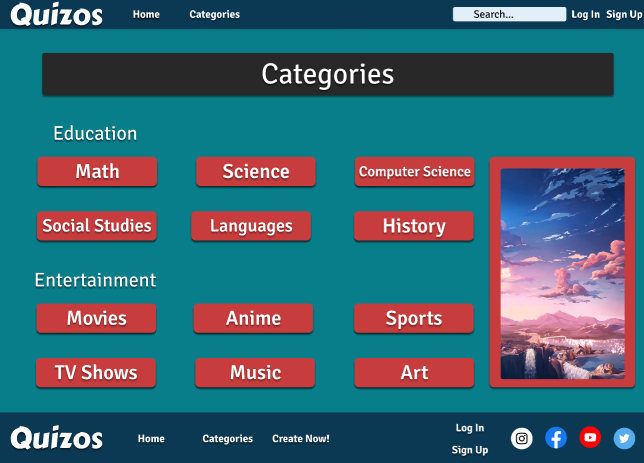 Quizos Home Categories Search... Log In Sign Up
Categories
Education
Math Science Computer Science
Social Studies Languages History
Entertainment
Movies Anime Sports
TV Shows Music Art
Quizos Home Categories Create Now! Log In
Sign Up